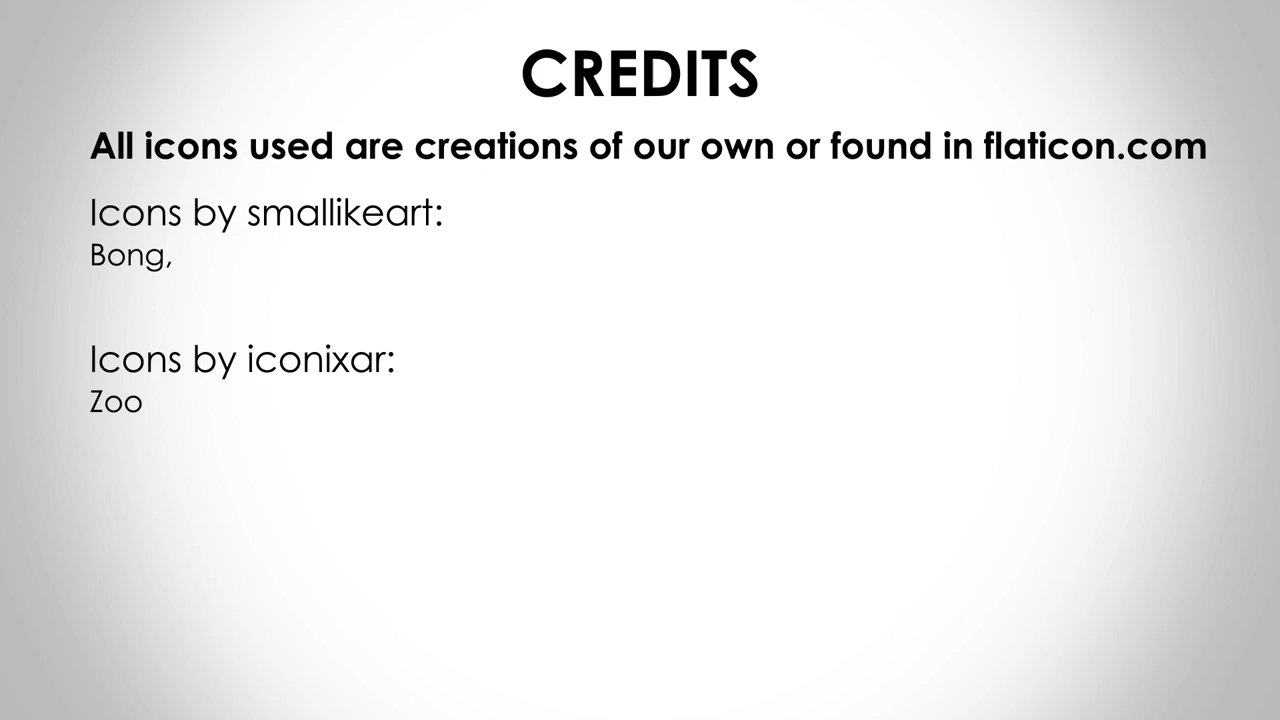 CREDITS
All icons used are creations of our own or found in flaticon.com
Icons by smallikeart:
Bong,
Icons by iconixar:
Zoo